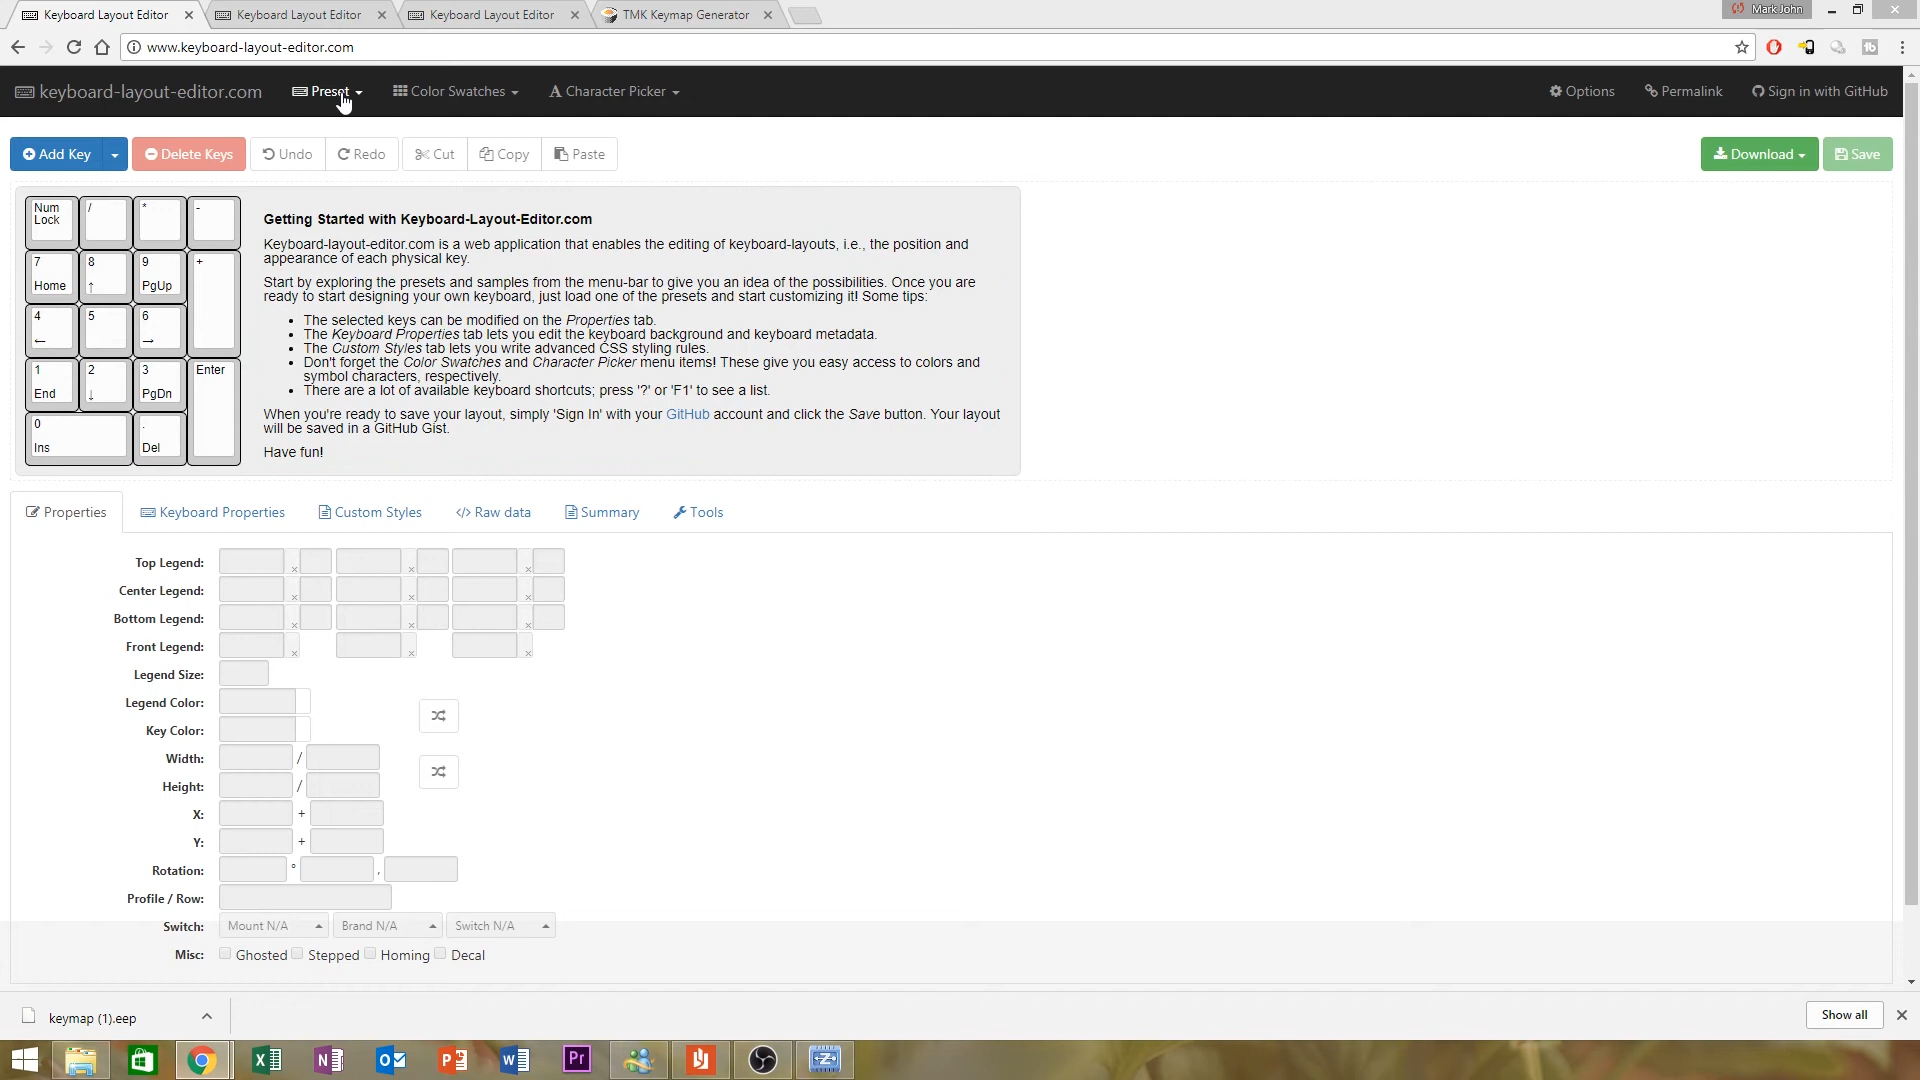 Keyboard Layout Editor Keyboard Layout Editor Keyboard Layout Editor TMK Keymap Generator Mark John
www.keyboard-layout-editor.com
keyboard-layout-editor.com Preset Color Swatches A Character Picker Options Permalink Sign in with GitHub
Add Key Delete Keys Undo Redo Cut Copy Paste Download Save
Num Lock / * -
7 Home 8 ↑ 9 PgUp +
4 ← 5 6 →
1 End 2 ↓ 3 PgDn Enter
0 Ins . Del
Getting Started with Keyboard-Layout-Editor.com
Keyboard-layout-editor.com is a web application that enables the editing of keyboard-layouts, i.e., the position and
appearance of each physical key.
Start by exploring the presets and samples from the menu-bar to give you an idea of the possibilities. Once you are
ready to start designing your own keyboard, just load one of the presets and start customizing it! Some tips:
• The selected keys can be modified on the Properties tab.
• The Keyboard Properties tab lets you edit the keyboard background and keyboard metadata.
• The Custom Styles tab lets you write advanced CSS styling rules.
• Don't forget the Color Swatches and Character Picker menu items! These give you easy access to colors and
symbol characters, respectively.
• There are a lot of available keyboard shortcuts; press '?' or 'F1' to see a list.
When you're ready to save your layout, simply 'Sign In' with your GitHub account and click the Save button. Your layout
will be saved in a GitHub Gist.
Have fun!
Properties Keyboard Properties Custom Styles </> Raw data Summary Tools
Top Legend:
Center Legend:
Bottom Legend:
Front Legend:
Legend Size:
Legend Color:
Key Color:
Width: /
Height: /
X: +
Y: +
Rotation: ° ,
Profile / Row:
Switch: Mount N/A Brand N/A Switch N/A
Misc: Ghosted Stepped Homing Decal
keymap (1).eep Show all